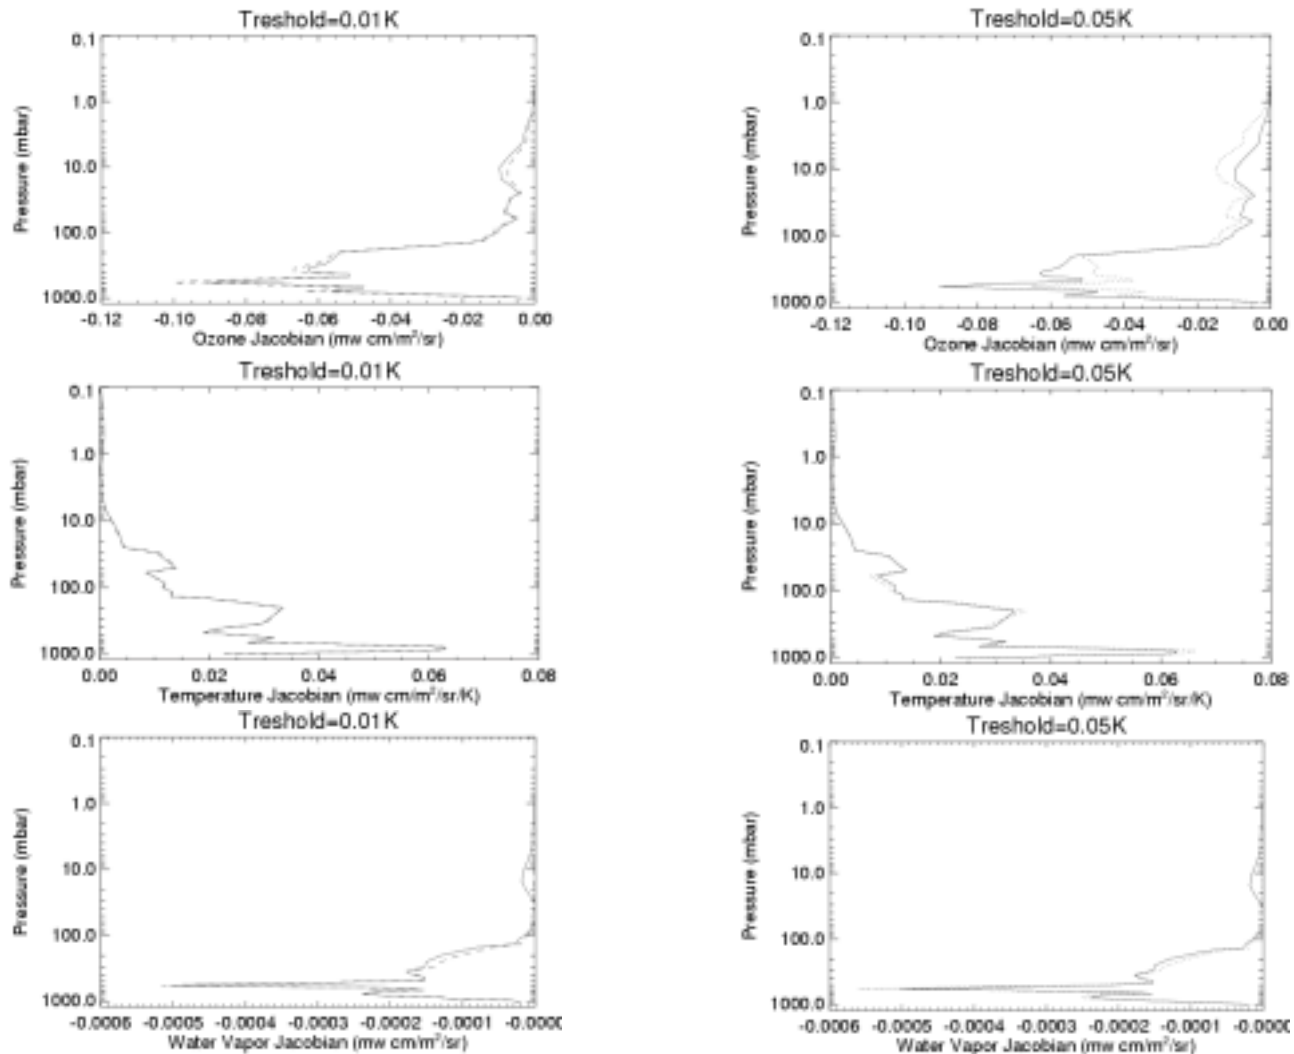 Treshold=0.01K
Pressure (mbar)
0.1
1.0
10.0
100.0
1000.0
-0.12 -0.10 -0.08 -0.06 -0.04 -0.02 0.00
Ozone Jacobian (mw cm/m²/sr)
Treshold=0.05K
Pressure (mbar)
0.1
1.0
10.0
100.0
1000.0
-0.12 -0.10 -0.08 -0.06 -0.04 -0.02 0.00
Ozone Jacobian (mw cm/m²/sr)
Treshold=0.01K
Pressure (mbar)
0.1
1.0
10.0
100.0
1000.0
0.00 0.02 0.04 0.06 0.08
Temperature Jacobian (mw cm/m²/sr/K)
Treshold=0.05K
Pressure (mbar)
0.1
1.0
10.0
100.0
1000.0
0.00 0.02 0.04 0.06 0.08
Temperature Jacobian (mw cm/m²/sr/K)
Treshold=0.01K
Pressure (mbar)
0.1
1.0
10.0
100.0
1000.0
-0.0006 -0.0005 -0.0004 -0.0003 -0.0002 -0.0001 -0.000
Water Vapor Jacobian (mw cm/m²/sr)
Treshold=0.05K
Pressure (mbar)
0.1
1.0
10.0
100.0
1000.0
-0.0006 -0.0005 -0.0004 -0.0003 -0.0002 -0.0001 -0.000
Water Vapor Jacobian (mw cm/m²/sr)